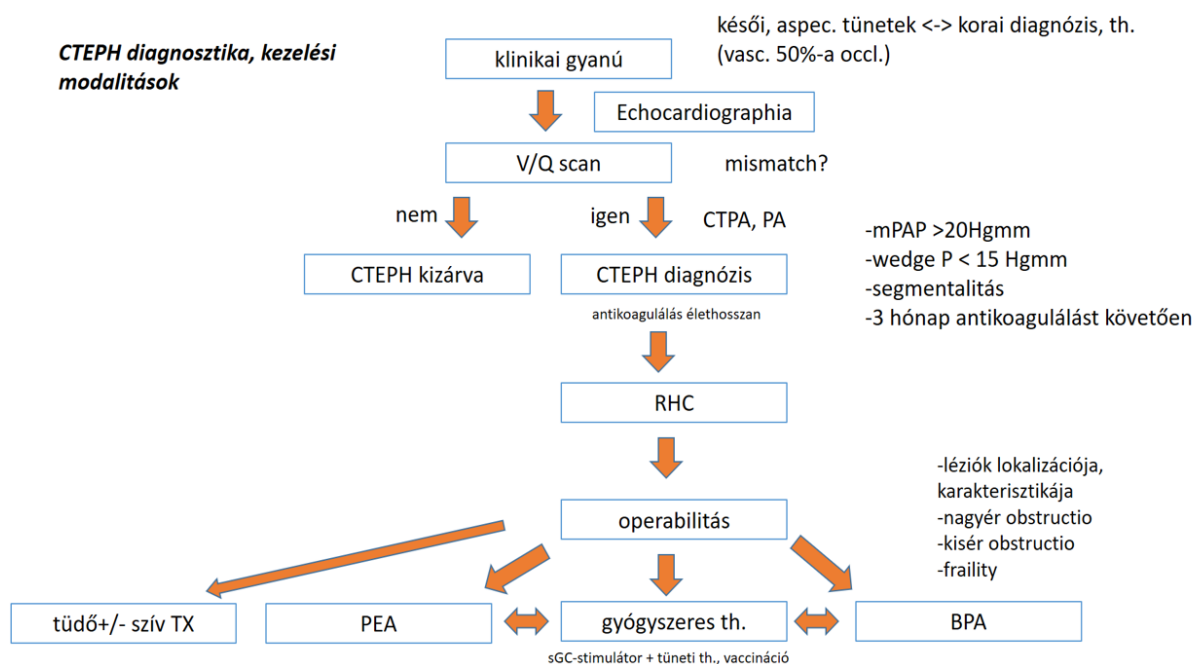 CTEPH diagnosztika, kezelési
modalitások
késői, aspec. tünetek <-> korai diagnózis, th.
(vasc. 50%-a occl.)
klinikai gyanú
Echocardiographia
V/Q scan
mismatch?
nem
igen
CTPA, PA
CTEPH kizárva
CTEPH diagnózis
antikoagulálás élethosszan
-mPAP >20Hgmm
-wedge P < 15 Hgmm
-segmentalitás
-3 hónap antikoagulálást követően
RHC
operabilitás
-léziók lokalizációja,
karakterisztikája
-nagyér obstructio
-kisér obstructio
-fraility
tüdő+/- szív TX
PEA
gyógyszeres th.
BPA
sGC-stimulátor + tüneti th., vaccináció